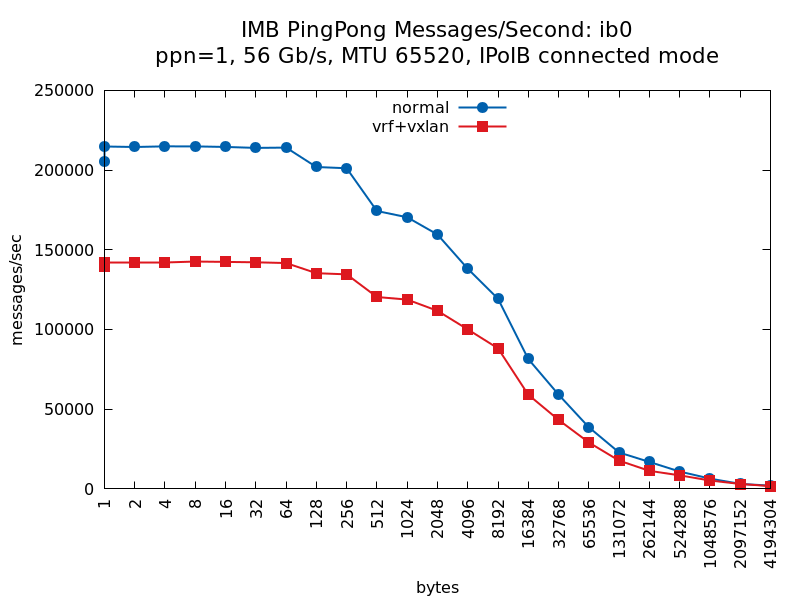 IMB PingPong Messages/Second: ib0
ppn=1, 56 Gb/s, MTU 65520, IPoIB connected mode
normal
vrf+vxlan
messages/sec
250000
200000
150000
100000
50000
0
1 2 4 8 16 32 64 128 256 512 1024 2048 4096 8192 16384 32768 65536 131072 262144 524288 1048576 2097152 4194304
bytes